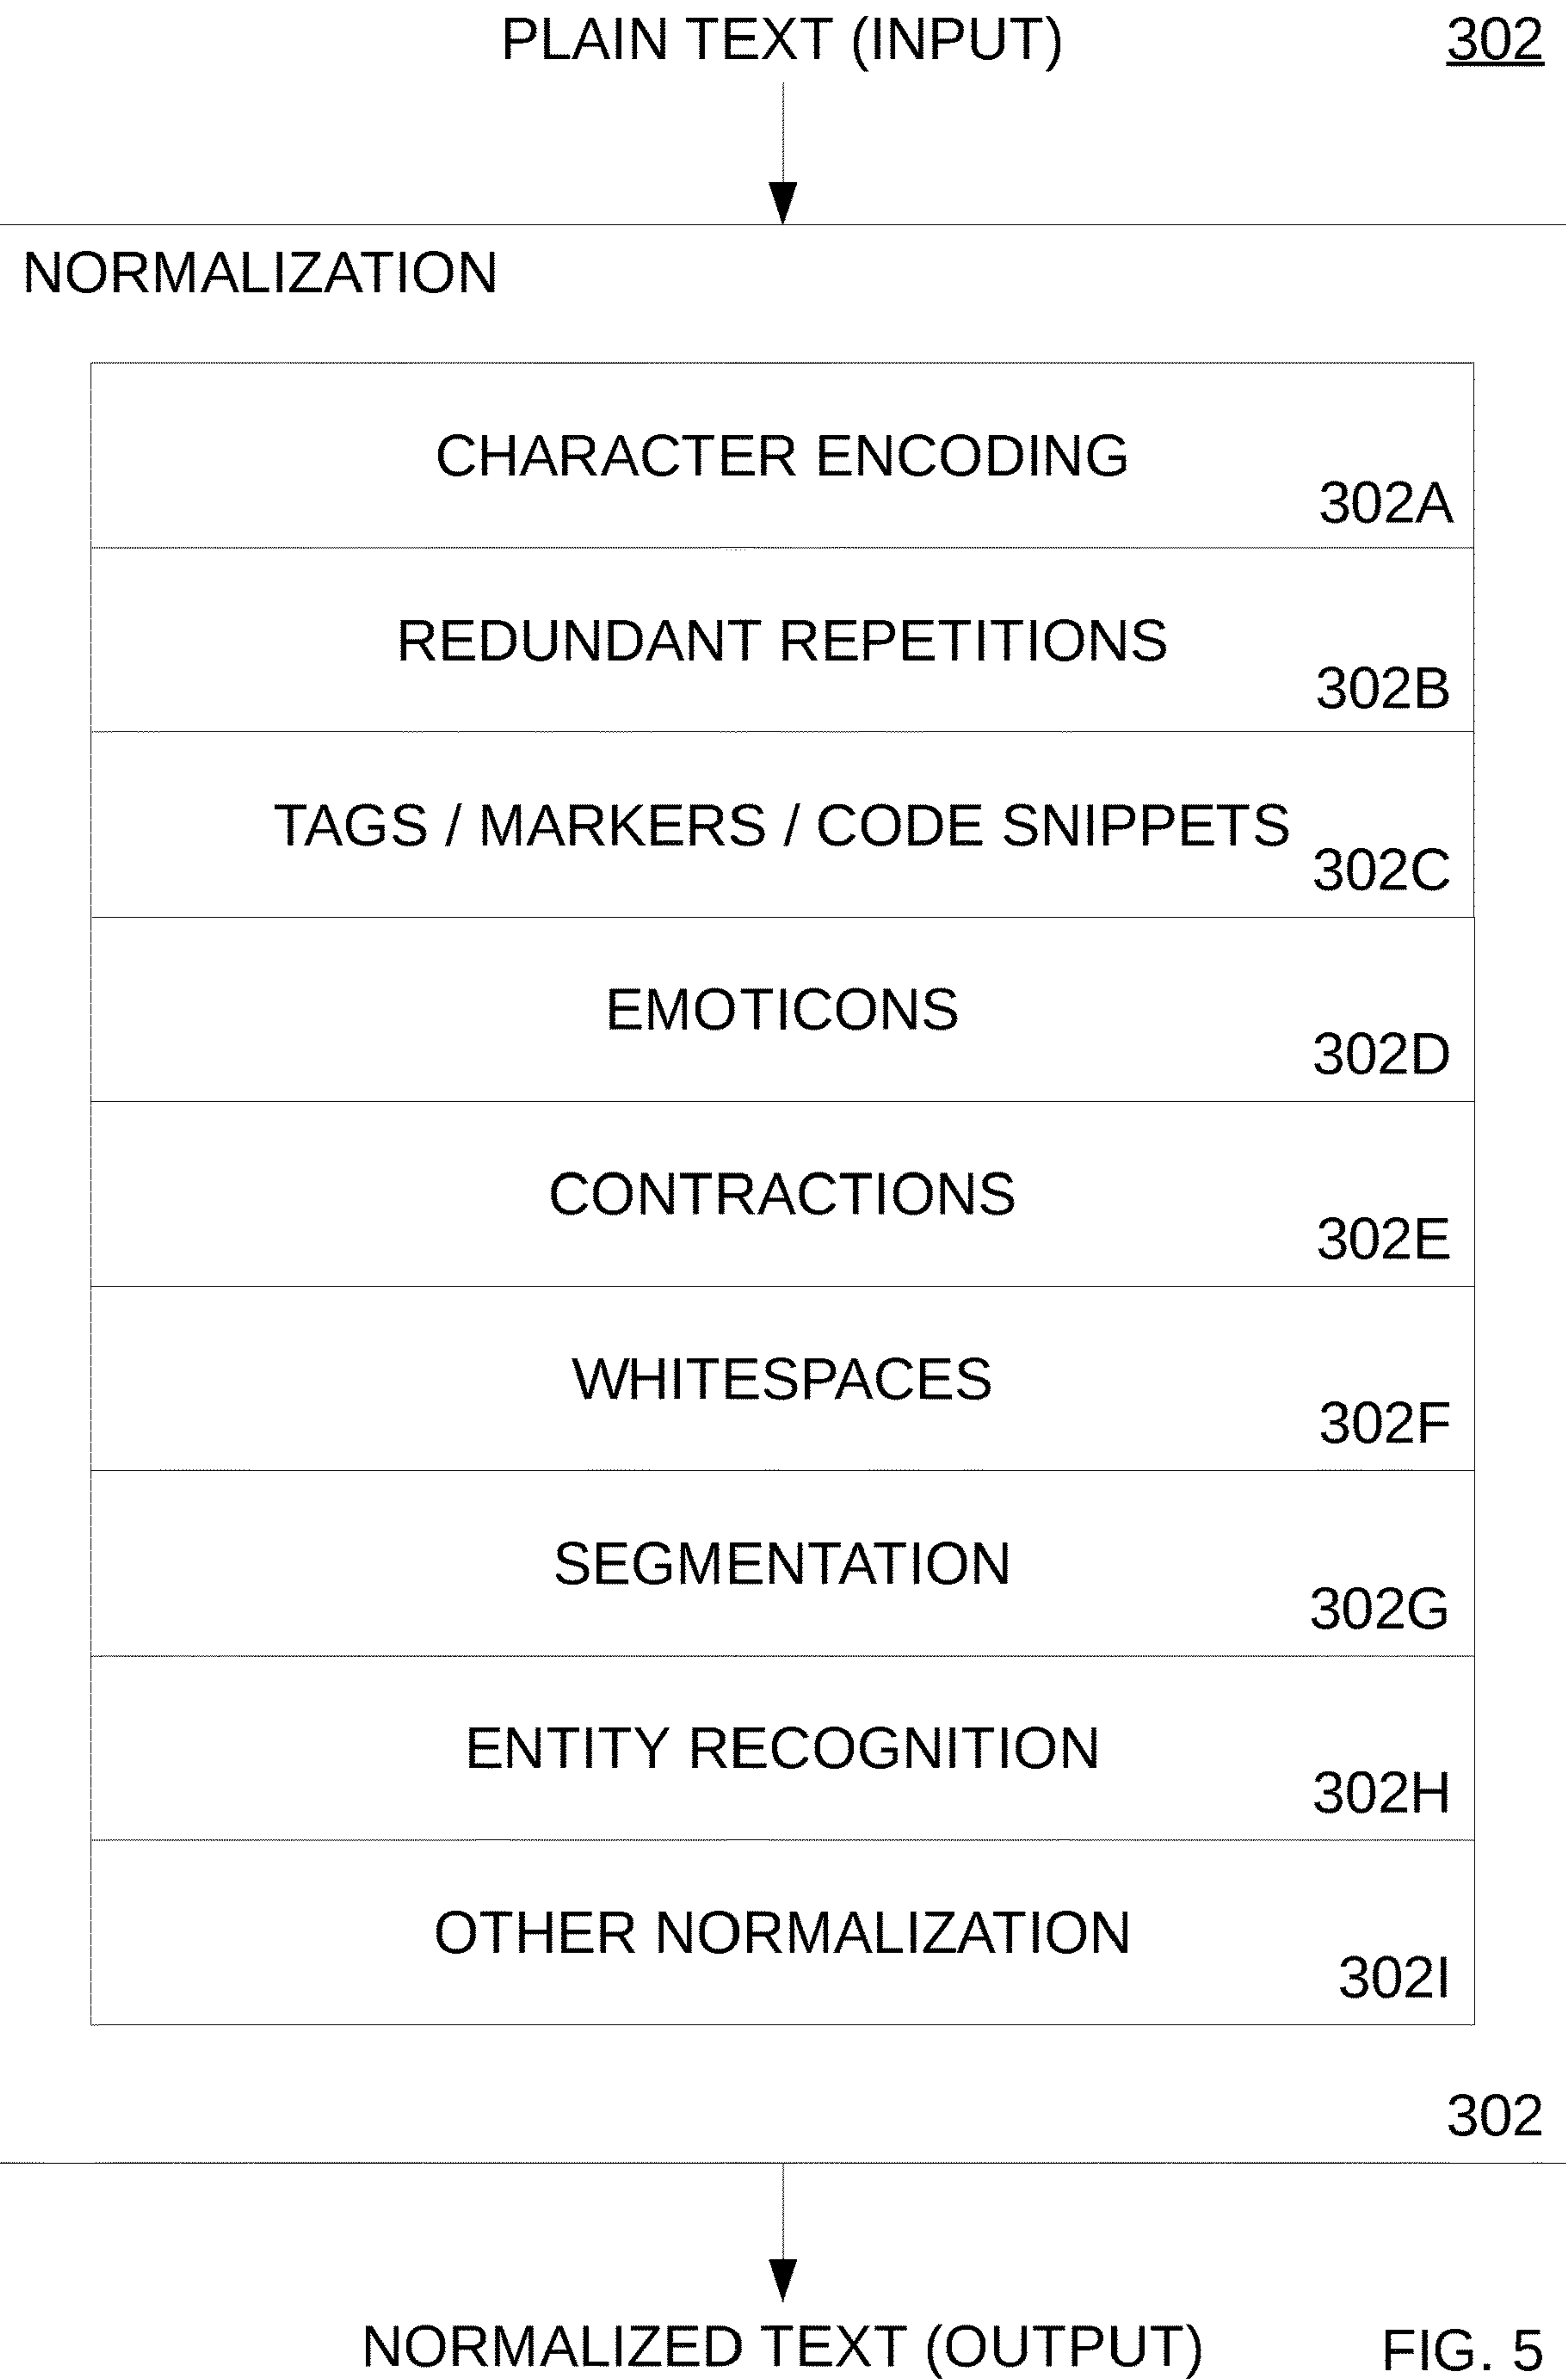 PLAIN TEXT (INPUT) 302
NORMALIZATION
CHARACTER ENCODING
302A
REDUNDANT REPETITIONS
302B
TAGS / MARKERS / CODE SNIPPETS
302C
EMOTICONS
302D
CONTRACTIONS
302E
WHITESPACES
302F
SEGMENTATION
302G
ENTITY RECOGNITION
302H
OTHER NORMALIZATION
302I
302
NORMALIZED TEXT (OUTPUT) FIG. 5